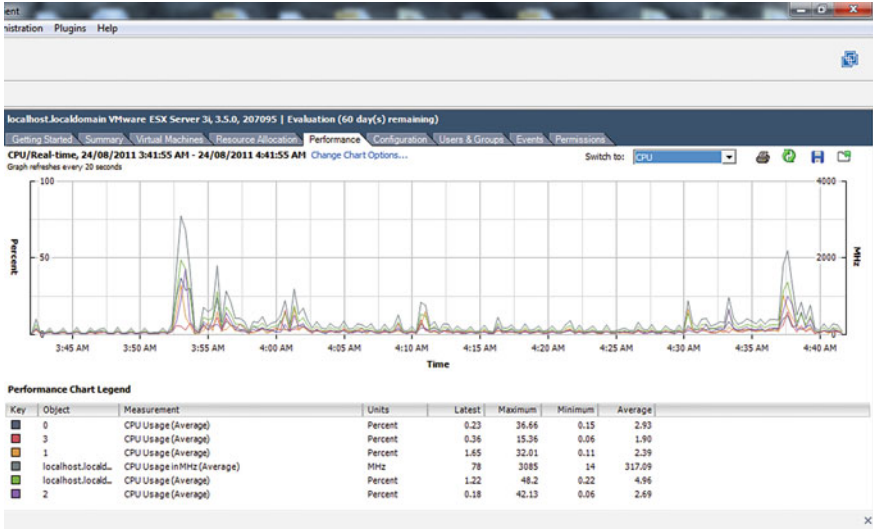 ent
nistration Plugins Help
localhost.localdomain VMware ESX Server 3i, 3.5.0, 207095 | Evaluation (60 day(s) remaining)
Getting Started Summary Virtual Machines Resource Allocation Performance Configuration Users & Groups Events Permissions
CPU/Real-time, 24/08/2011 3:41:55 AM - 24/08/2011 4:41:55 AM Change Chart Options... Switch to: CPU
Graph refreshes every 20 seconds
100 4000
Percent 50 2000 MHz
0 0
3:45 AM 3:50 AM 3:55 AM 4:00 AM 4:05 AM 4:10 AM 4:15 AM 4:20 AM 4:25 AM 4:30 AM 4:35 AM 4:40 AM
Time
Performance Chart Legend
Key Object Measurement Units Latest Maximum Minimum Average
0 CPU Usage (Average) Percent 0.23 36.66 0.15 2.93
3 CPU Usage (Average) Percent 0.36 15.36 0.06 1.90
1 CPU Usage (Average) Percent 1.65 32.01 0.11 2.39
localhost.locald... CPU Usage in MHz (Average) MHz 78 3085 14 317.09
localhost.locald... CPU Usage (Average) Percent 1.22 48.2 0.22 4.96
2 CPU Usage (Average) Percent 0.18 42.13 0.06 2.69